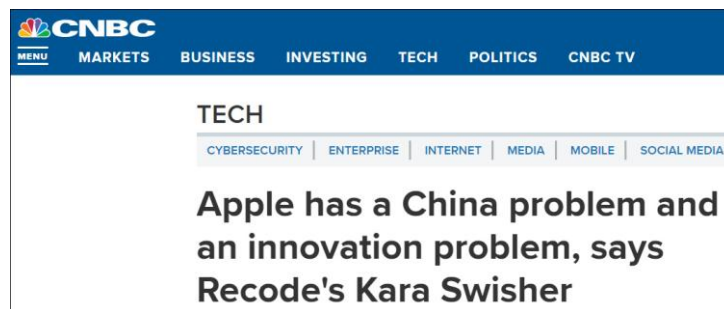 CNBC
MENU MARKETS BUSINESS INVESTING TECH POLITICS CNBC TV
TECH
CYBERSECURITY | ENTERPRISE | INTERNET | MEDIA | MOBILE | SOCIAL MEDIA
Apple has a China problem and
an innovation problem, says
Recode's Kara Swisher